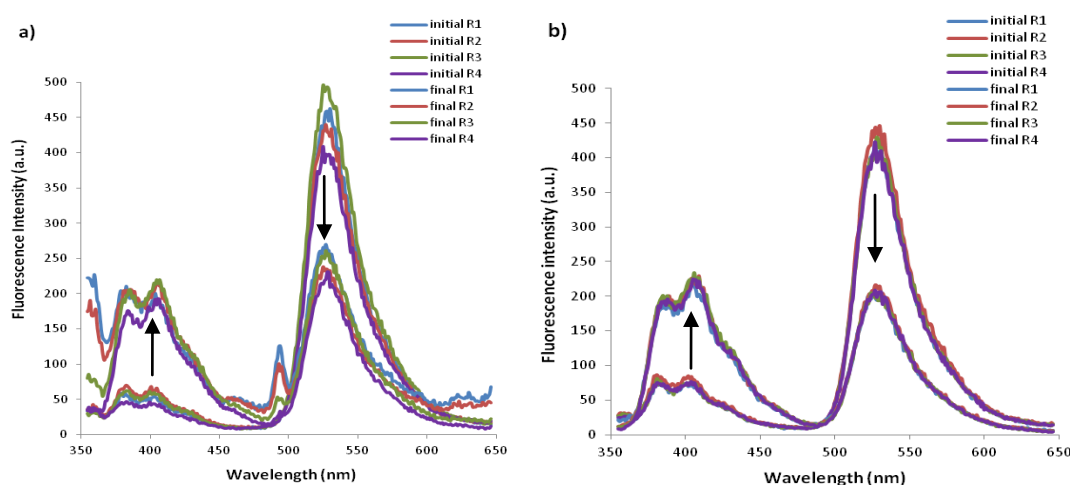 a)
initial R1
initial R2
initial R3
initial R4
final R1
final R2
final R3
final R4
Fluorescence Intensity (a.u.)
500
450
400
350
300
250
200
150
100
50
0
350 400 450 500 550 600 650
Wavelength (nm)
b)
initial R1
initial R2
initial R3
initial R4
final R1
final R2
final R3
final R4
Fluorescence intensity (a.u.)
500
450
400
350
300
250
200
150
100
50
0
350 400 450 500 550 600 650
Wavelength (nm)